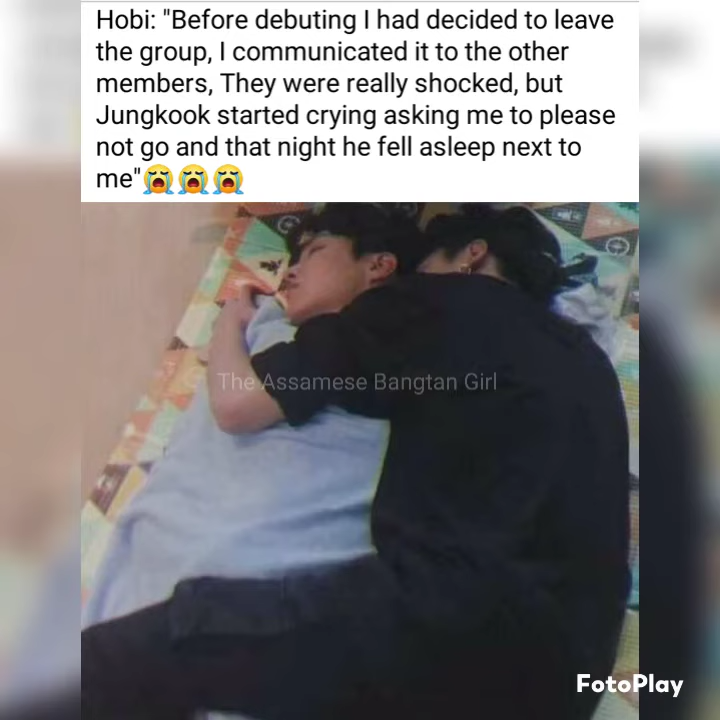 Hobi: "Before debuting I had decided to leave
the group, I communicated it to the other
members, They were really shocked, but
Jungkook started crying asking me to please
not go and that night he fell asleep next to
me"😭😭😭
The Assamese Bangtan Girl
FotoPlay